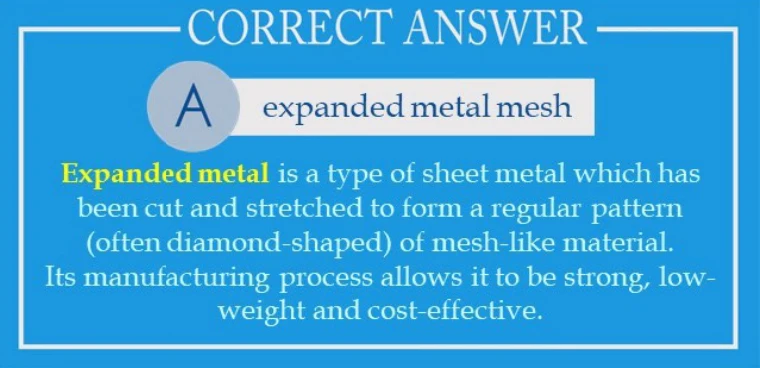 CORRECT ANSWER
A expanded metal mesh
Expanded metal is a type of sheet metal which has
been cut and stretched to form a regular pattern
(often diamond-shaped) of mesh-like material.
Its manufacturing process allows it to be strong, low-
weight and cost-effective.